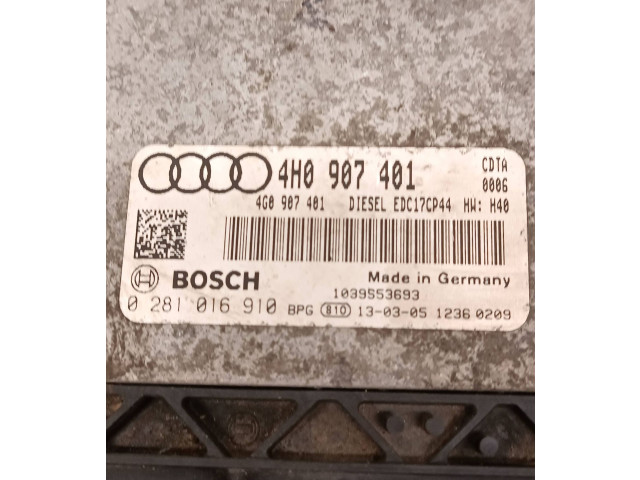 4H0 907 401 CDTA
0006
4G0 907 401 DIESEL EDC17CP44 HW: H40
BOSCH Made in Germany
1039S53693
0 281 016 910 BPG 810 13-03-05 1236 0209